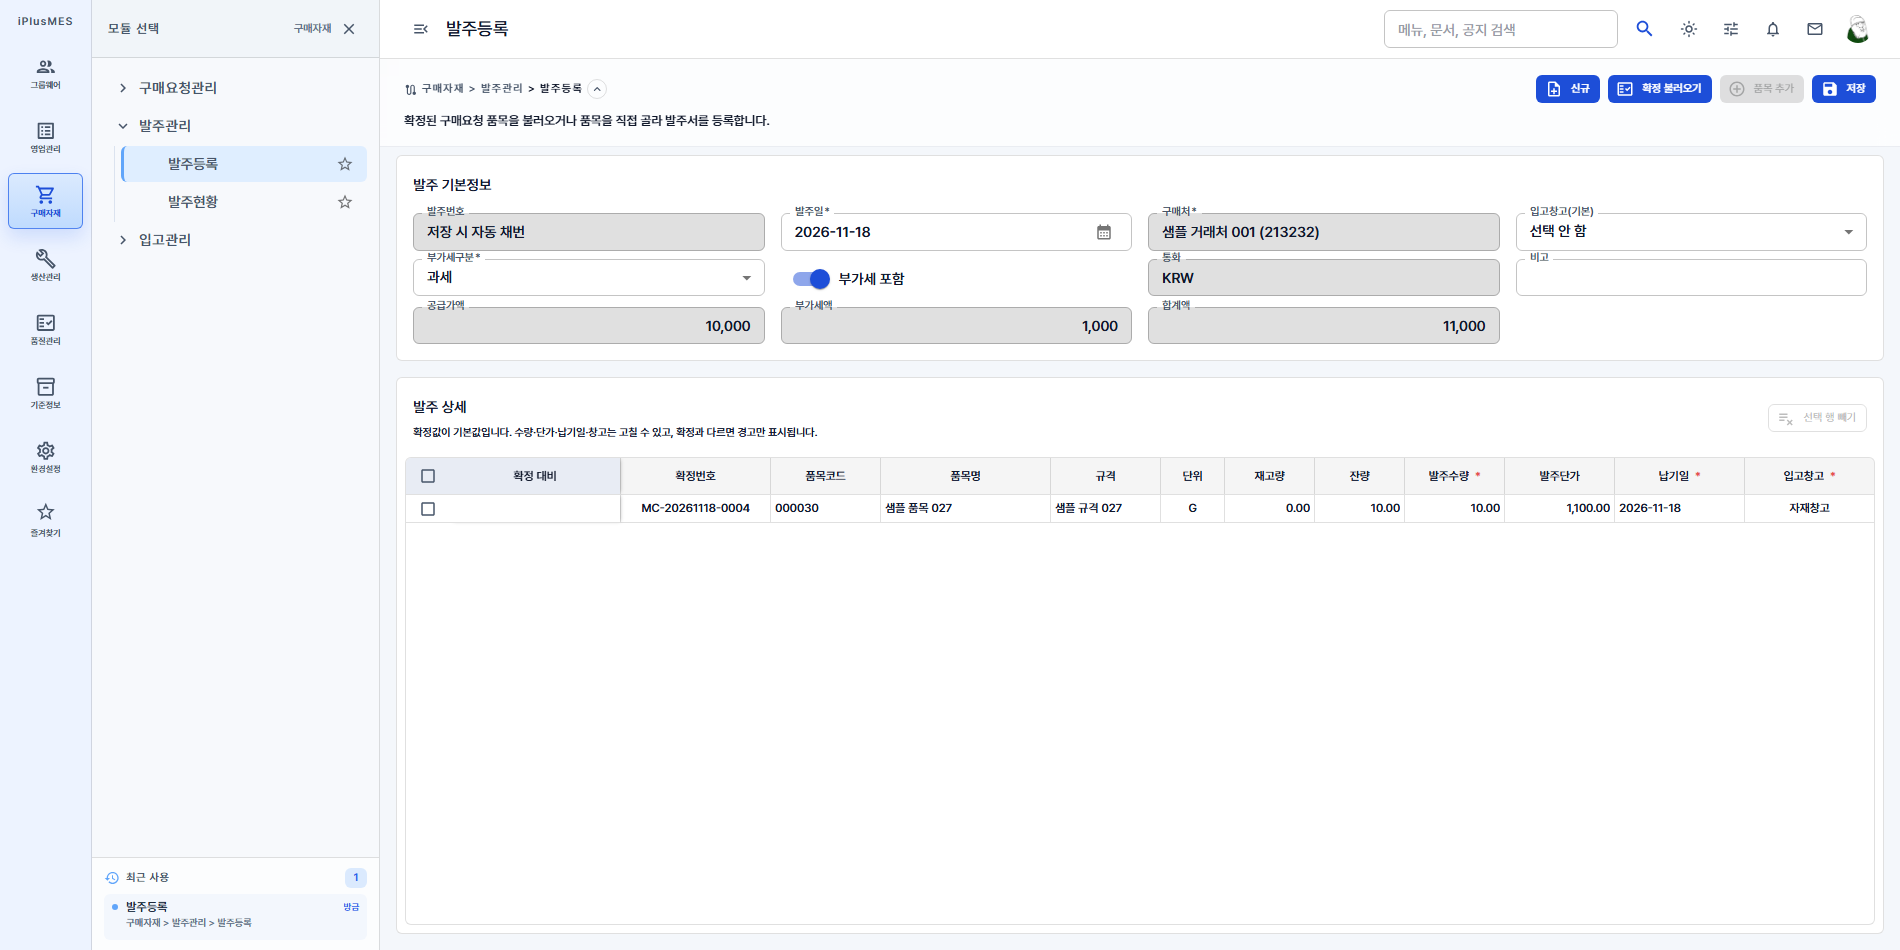 iPlusMES
그룹웨어
영업관리
구매자재
생산관리
품질관리
기준정보
환경설정
즐겨찾기
모듈 선택
구매자재
구매요청관리
발주관리
발주등록
발주현황
입고관리
최근 사용
1
발주등록
방금
구매자재 > 발주관리 > 발주등록
발주등록
메뉴, 문서, 공지 검색
구매자재 > 발주관리 > 발주등록
신규
확정 불러오기
품목 추가
저장
확정된 구매요청 품목을 불러오거나 품목을 직접 골라 발주서를 등록합니다.
발주 기본정보
발주번호
저장 시 자동 채번
발주일*
2026-11-18
구매처*
샘플 거래처 001 (213232)
입고창고(기본)
선택 안 함
부가세구분*
과세
부가세 포함
통화
KRW
비고
공급가액
10,000
부가세액
1,000
합계액
11,000
발주 상세
확정값이 기본값입니다. 수량·단가·납기일·창고는 고칠 수 있고, 확정과 다르면 경고만 표시됩니다.
선택 행 빼기
확정 대비 확정번호 품목코드 품목명 규격 단위 재고량 잔량 발주수량 * 발주단가 납기일 * 입고창고 *
MC-20261118-0004 000030 샘플 품목 027 샘플 규격 027 G 0.00 10.00 10.00 1,100.00 2026-11-18 자재창고